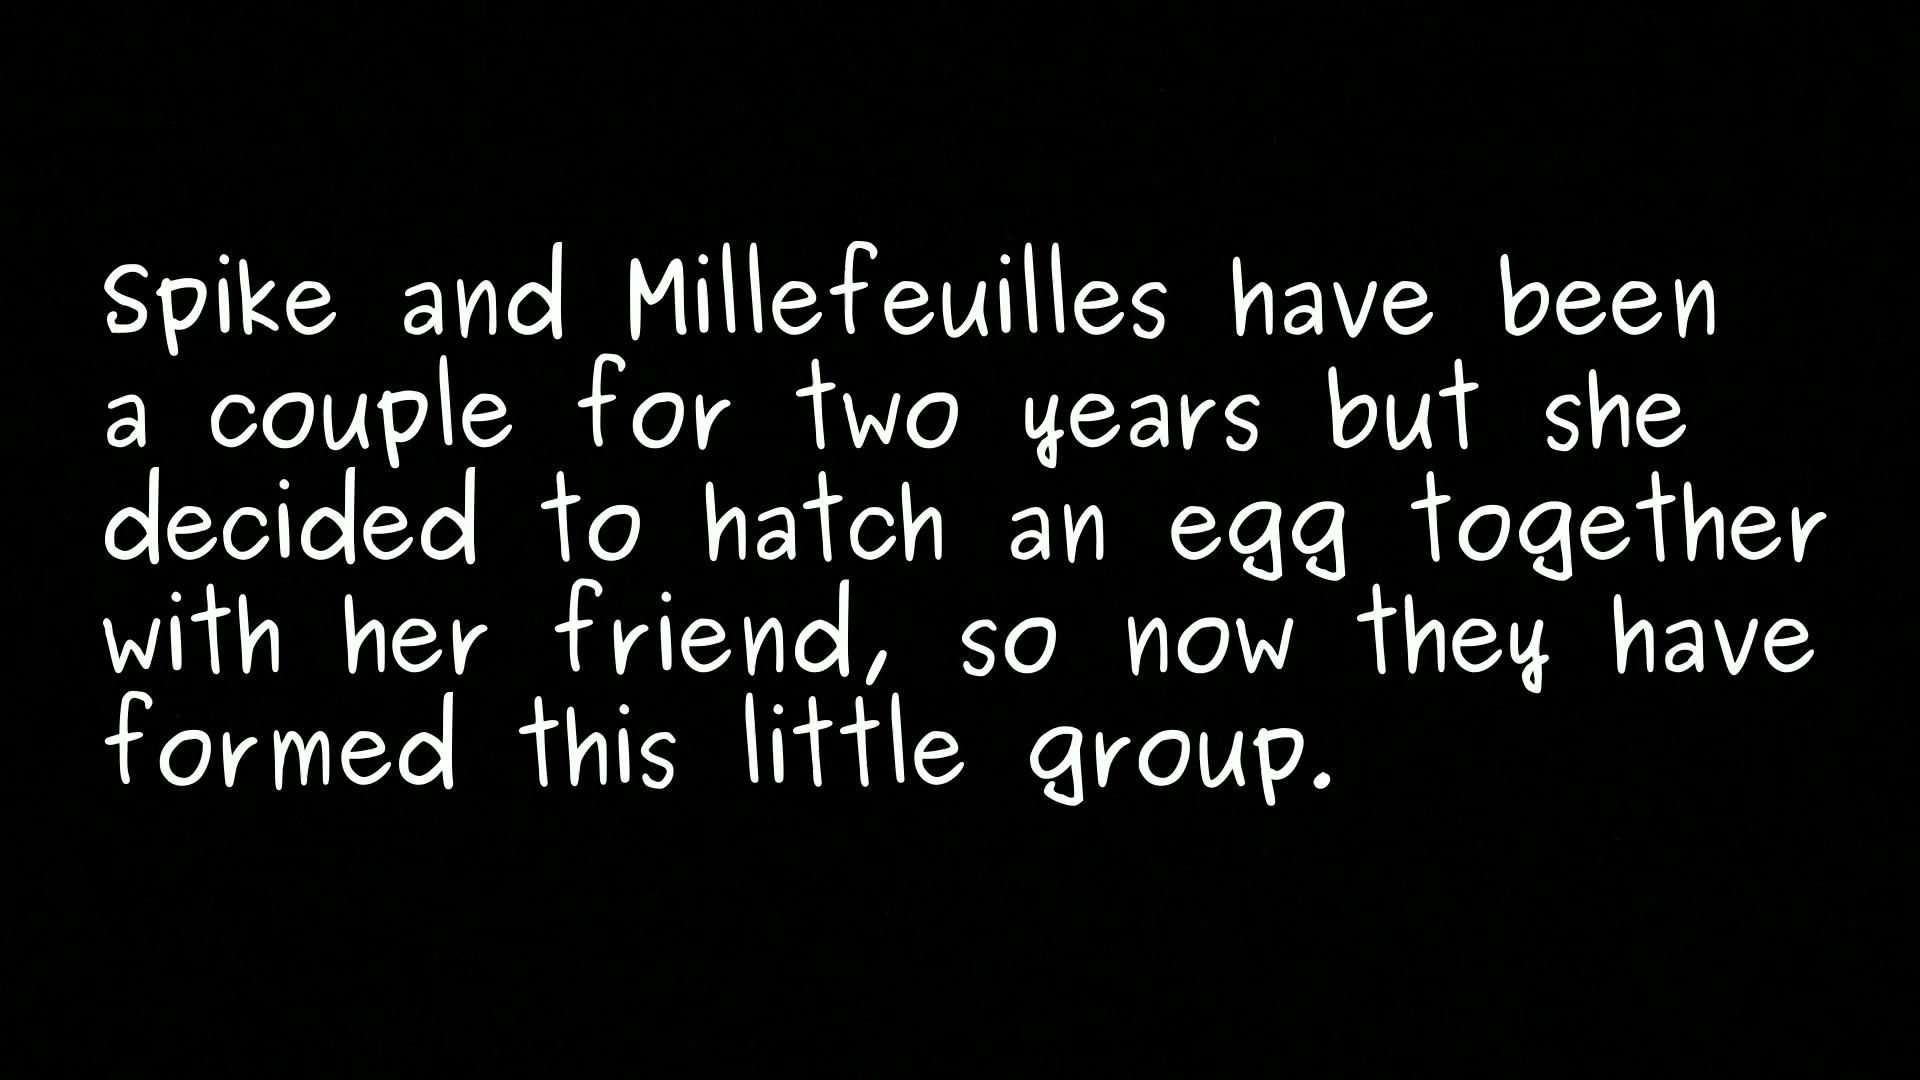 Spike and Millefeuilles have been
a couple for two years but she
decided to hatch an egg together
with her friend, so now they have
formed this little group.